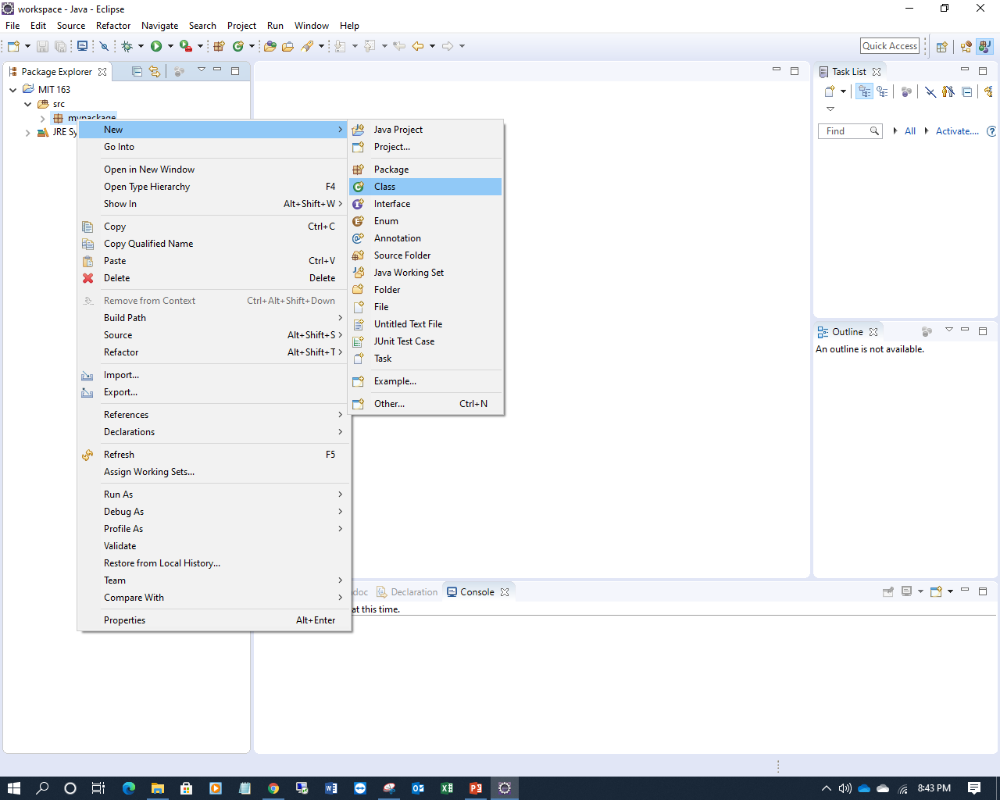 workspace - Java - Eclipse
File Edit Source Refactor Navigate Search Project Run Window Help
Quick Access
Package Explorer
MIT 163
src
mypackage
JRE Sy
New
Go Into
Open in New Window
Open Type Hierarchy F4
Show In Alt+Shift+W >
Copy Ctrl+C
Copy Qualified Name
Paste Ctrl+V
Delete Delete
Remove from Context Ctrl+Alt+Shift+Down
Build Path
Source Alt+Shift+S >
Refactor Alt+Shift+T >
Import...
Export...
References
Declarations
Refresh F5
Assign Working Sets...
Run As
Debug As
Profile As
Validate
Restore from Local History...
Team
Compare With
Properties Alt+Enter
Java Project
Project...
Package
Class
Interface
Enum
Annotation
Source Folder
Java Working Set
Folder
File
Untitled Text File
JUnit Test Case
Task
Example...
Other... Ctrl+N
Task List
Find All Activate....
Outline
An outline is not available.
doc Declaration Console
at this time.
8:43 PM